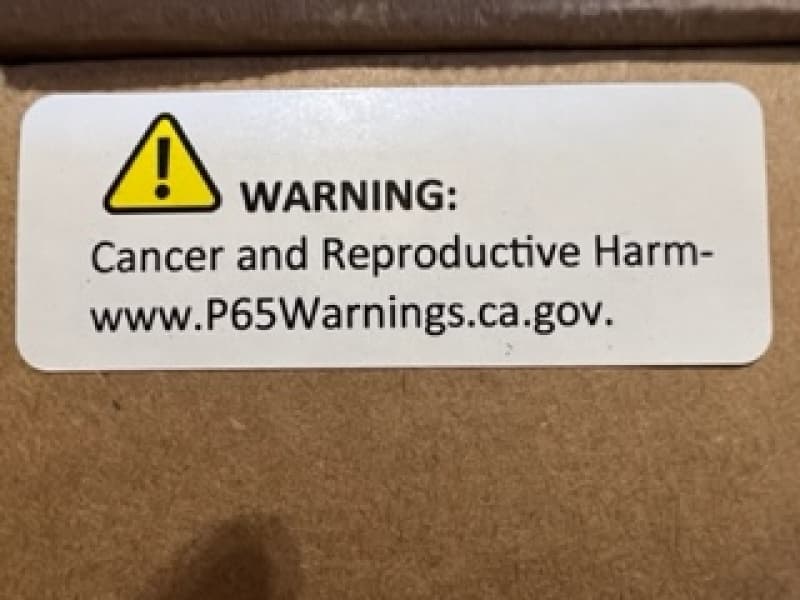 WARNING:
Cancer and Reproductive Harm-
www.P65Warnings.ca.gov.